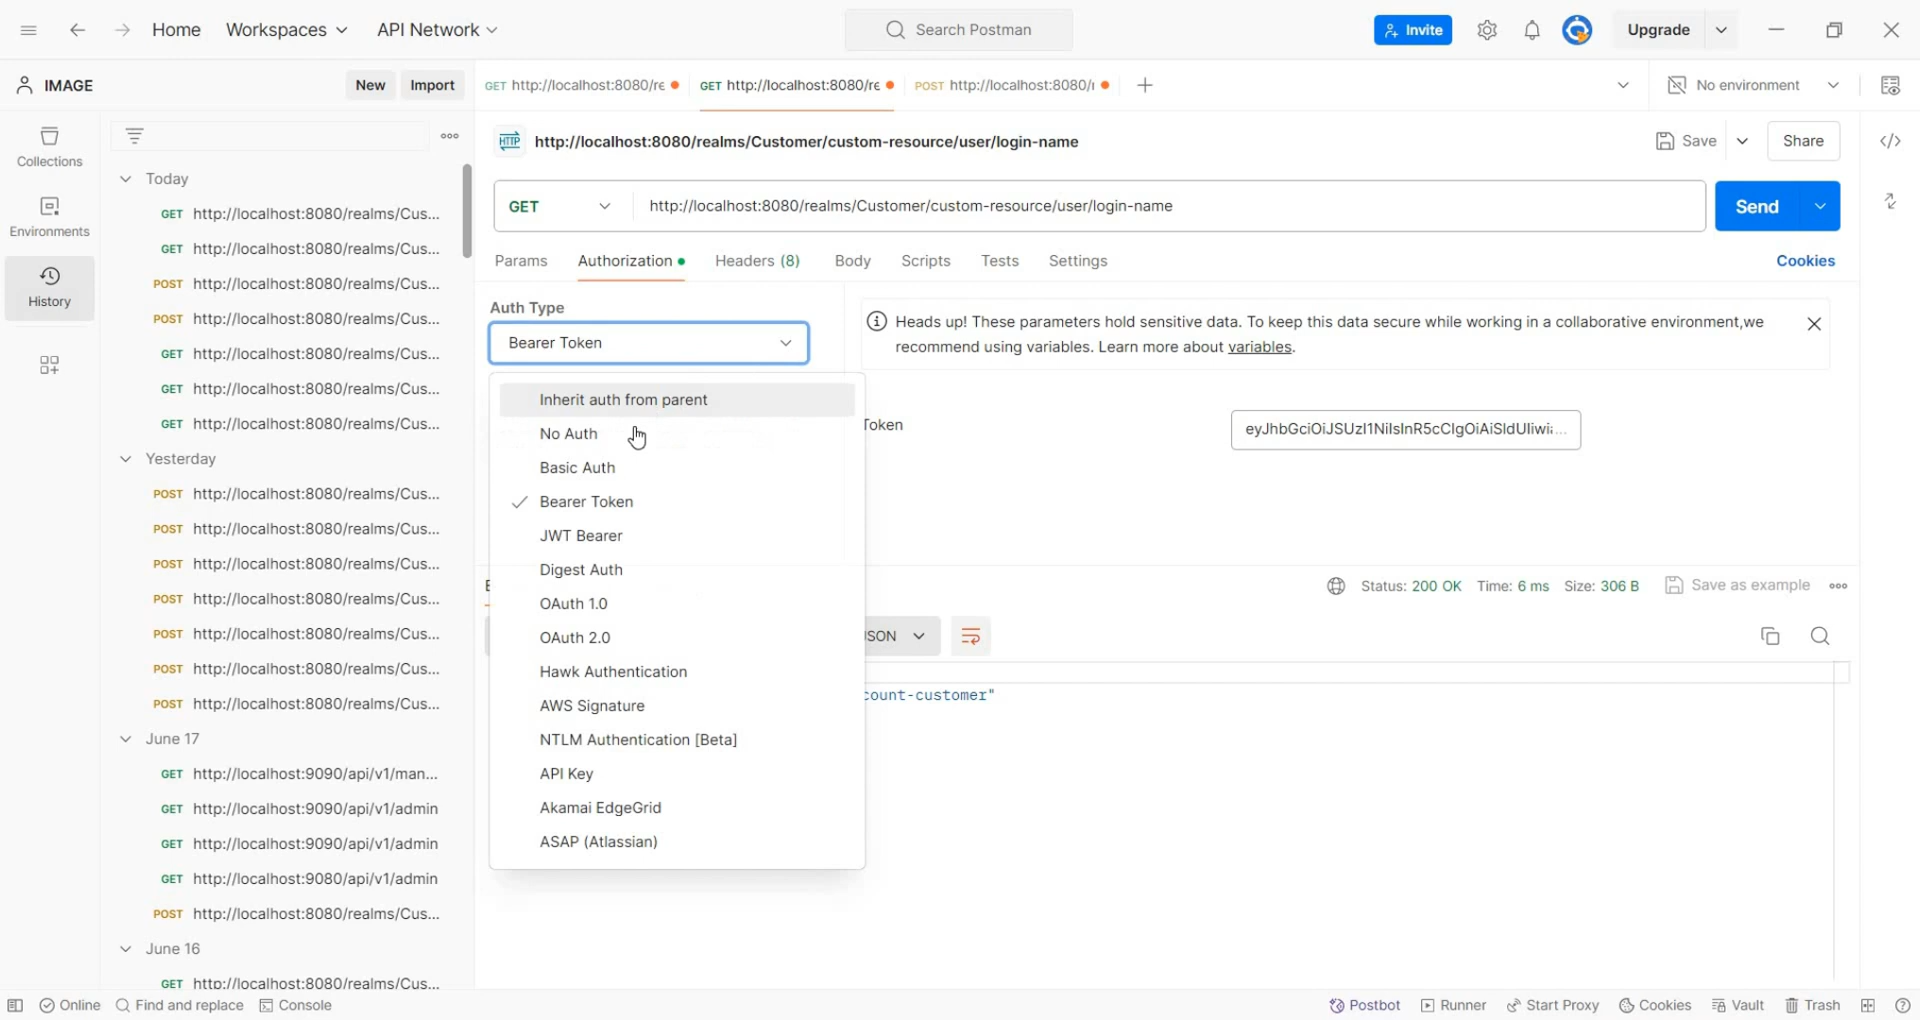 Home Workspaces API Network
Search Postman
Invite
Upgrade
IMAGE
New Import
GET http://localhost:8080/re
GET http://localhost:8080/re
POST http://localhost:8080/
No environment
Collections
Environments
History
Today
GET http://localhost:8080/realms/Cus...
GET http://localhost:8080/realms/Cus...
POST http://localhost:8080/realms/Cus...
POST http://localhost:8080/realms/Cus...
GET http://localhost:8080/realms/Cus...
GET http://localhost:8080/realms/Cus...
GET http://localhost:8080/realms/Cus...
Yesterday
POST http://localhost:8080/realms/Cus...
POST http://localhost:8080/realms/Cus...
POST http://localhost:8080/realms/Cus...
POST http://localhost:8080/realms/Cus...
POST http://localhost:8080/realms/Cus...
POST http://localhost:8080/realms/Cus...
POST http://localhost:8080/realms/Cus...
June 17
GET http://localhost:9090/api/v1/man...
GET http://localhost:9090/api/v1/admin
GET http://localhost:9090/api/v1/admin
GET http://localhost:9080/api/v1/admin
POST http://localhost:8080/realms/Cus...
June 16
GET http://localhost:8080/realms/Cus...
HTTP http://localhost:8080/realms/Customer/custom-resource/user/login-name
Save
Share
GET http://localhost:8080/realms/Customer/custom-resource/user/login-name
Send
Params Authorization Headers (8) Body Scripts Tests Settings
Cookies
Auth Type
Bearer Token
Inherit auth from parent
No Auth
Basic Auth
Bearer Token
JWT Bearer
Digest Auth
OAuth 1.0
OAuth 2.0
Hawk Authentication
AWS Signature
NTLM Authentication [Beta]
API Key
Akamai EdgeGrid
ASAP (Atlassian)
Heads up! These parameters hold sensitive data. To keep this data secure while working in a collaborative environment,we
recommend using variables. Learn more about variables.
Token
Status: 200 OK Time: 6 ms Size: 306 B Save as example
JSON
count-customer"
Online Find and replace Console
Postbot Runner Start Proxy Cookies Vault Trash